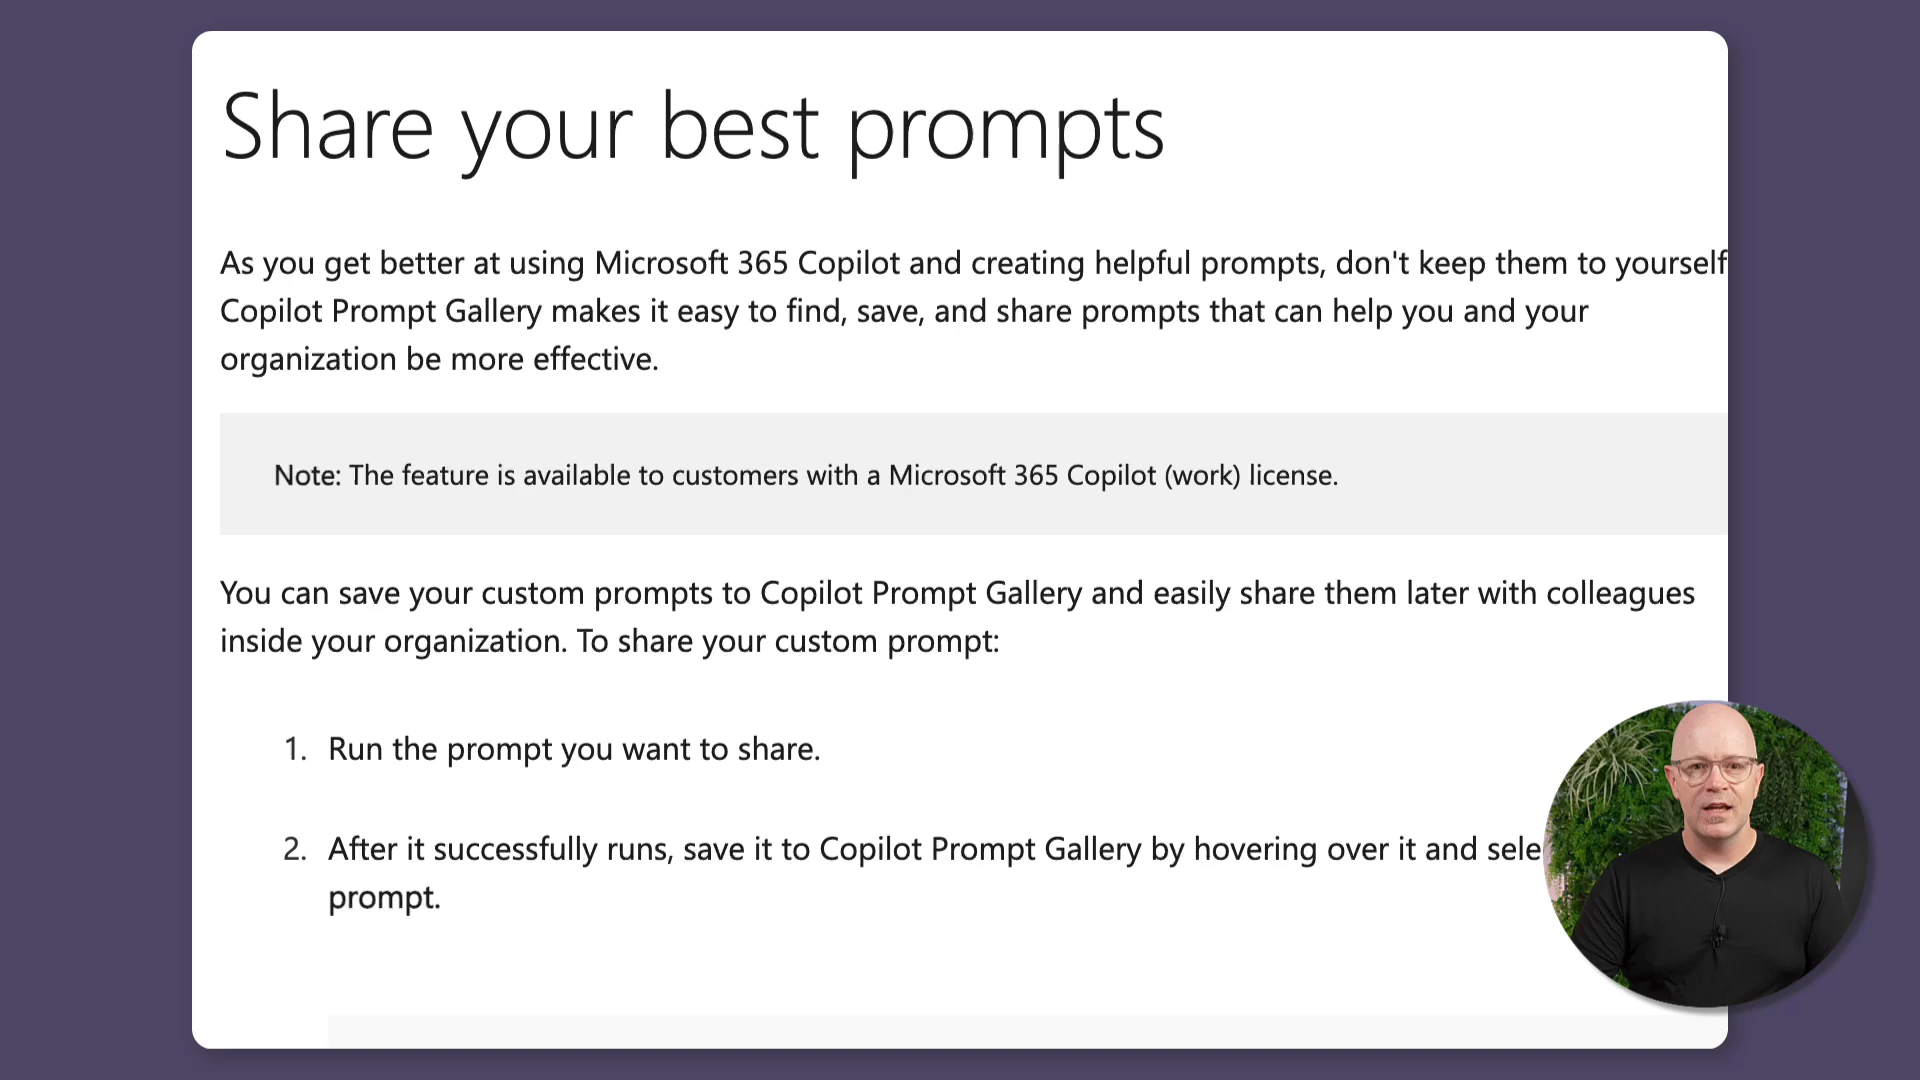 Share your best prompts
As you get better at using Microsoft 365 Copilot and creating helpful prompts, don't keep them to yourself
Copilot Prompt Gallery makes it easy to find, save, and share prompts that can help you and your
organization be more effective.
Note: The feature is available to customers with a Microsoft 365 Copilot (work) license.
You can save your custom prompts to Copilot Prompt Gallery and easily share them later with colleagues
inside your organization. To share your custom prompt:
1. Run the prompt you want to share.
2. After it successfully runs, save it to Copilot Prompt Gallery by hovering over it and sele
prompt.